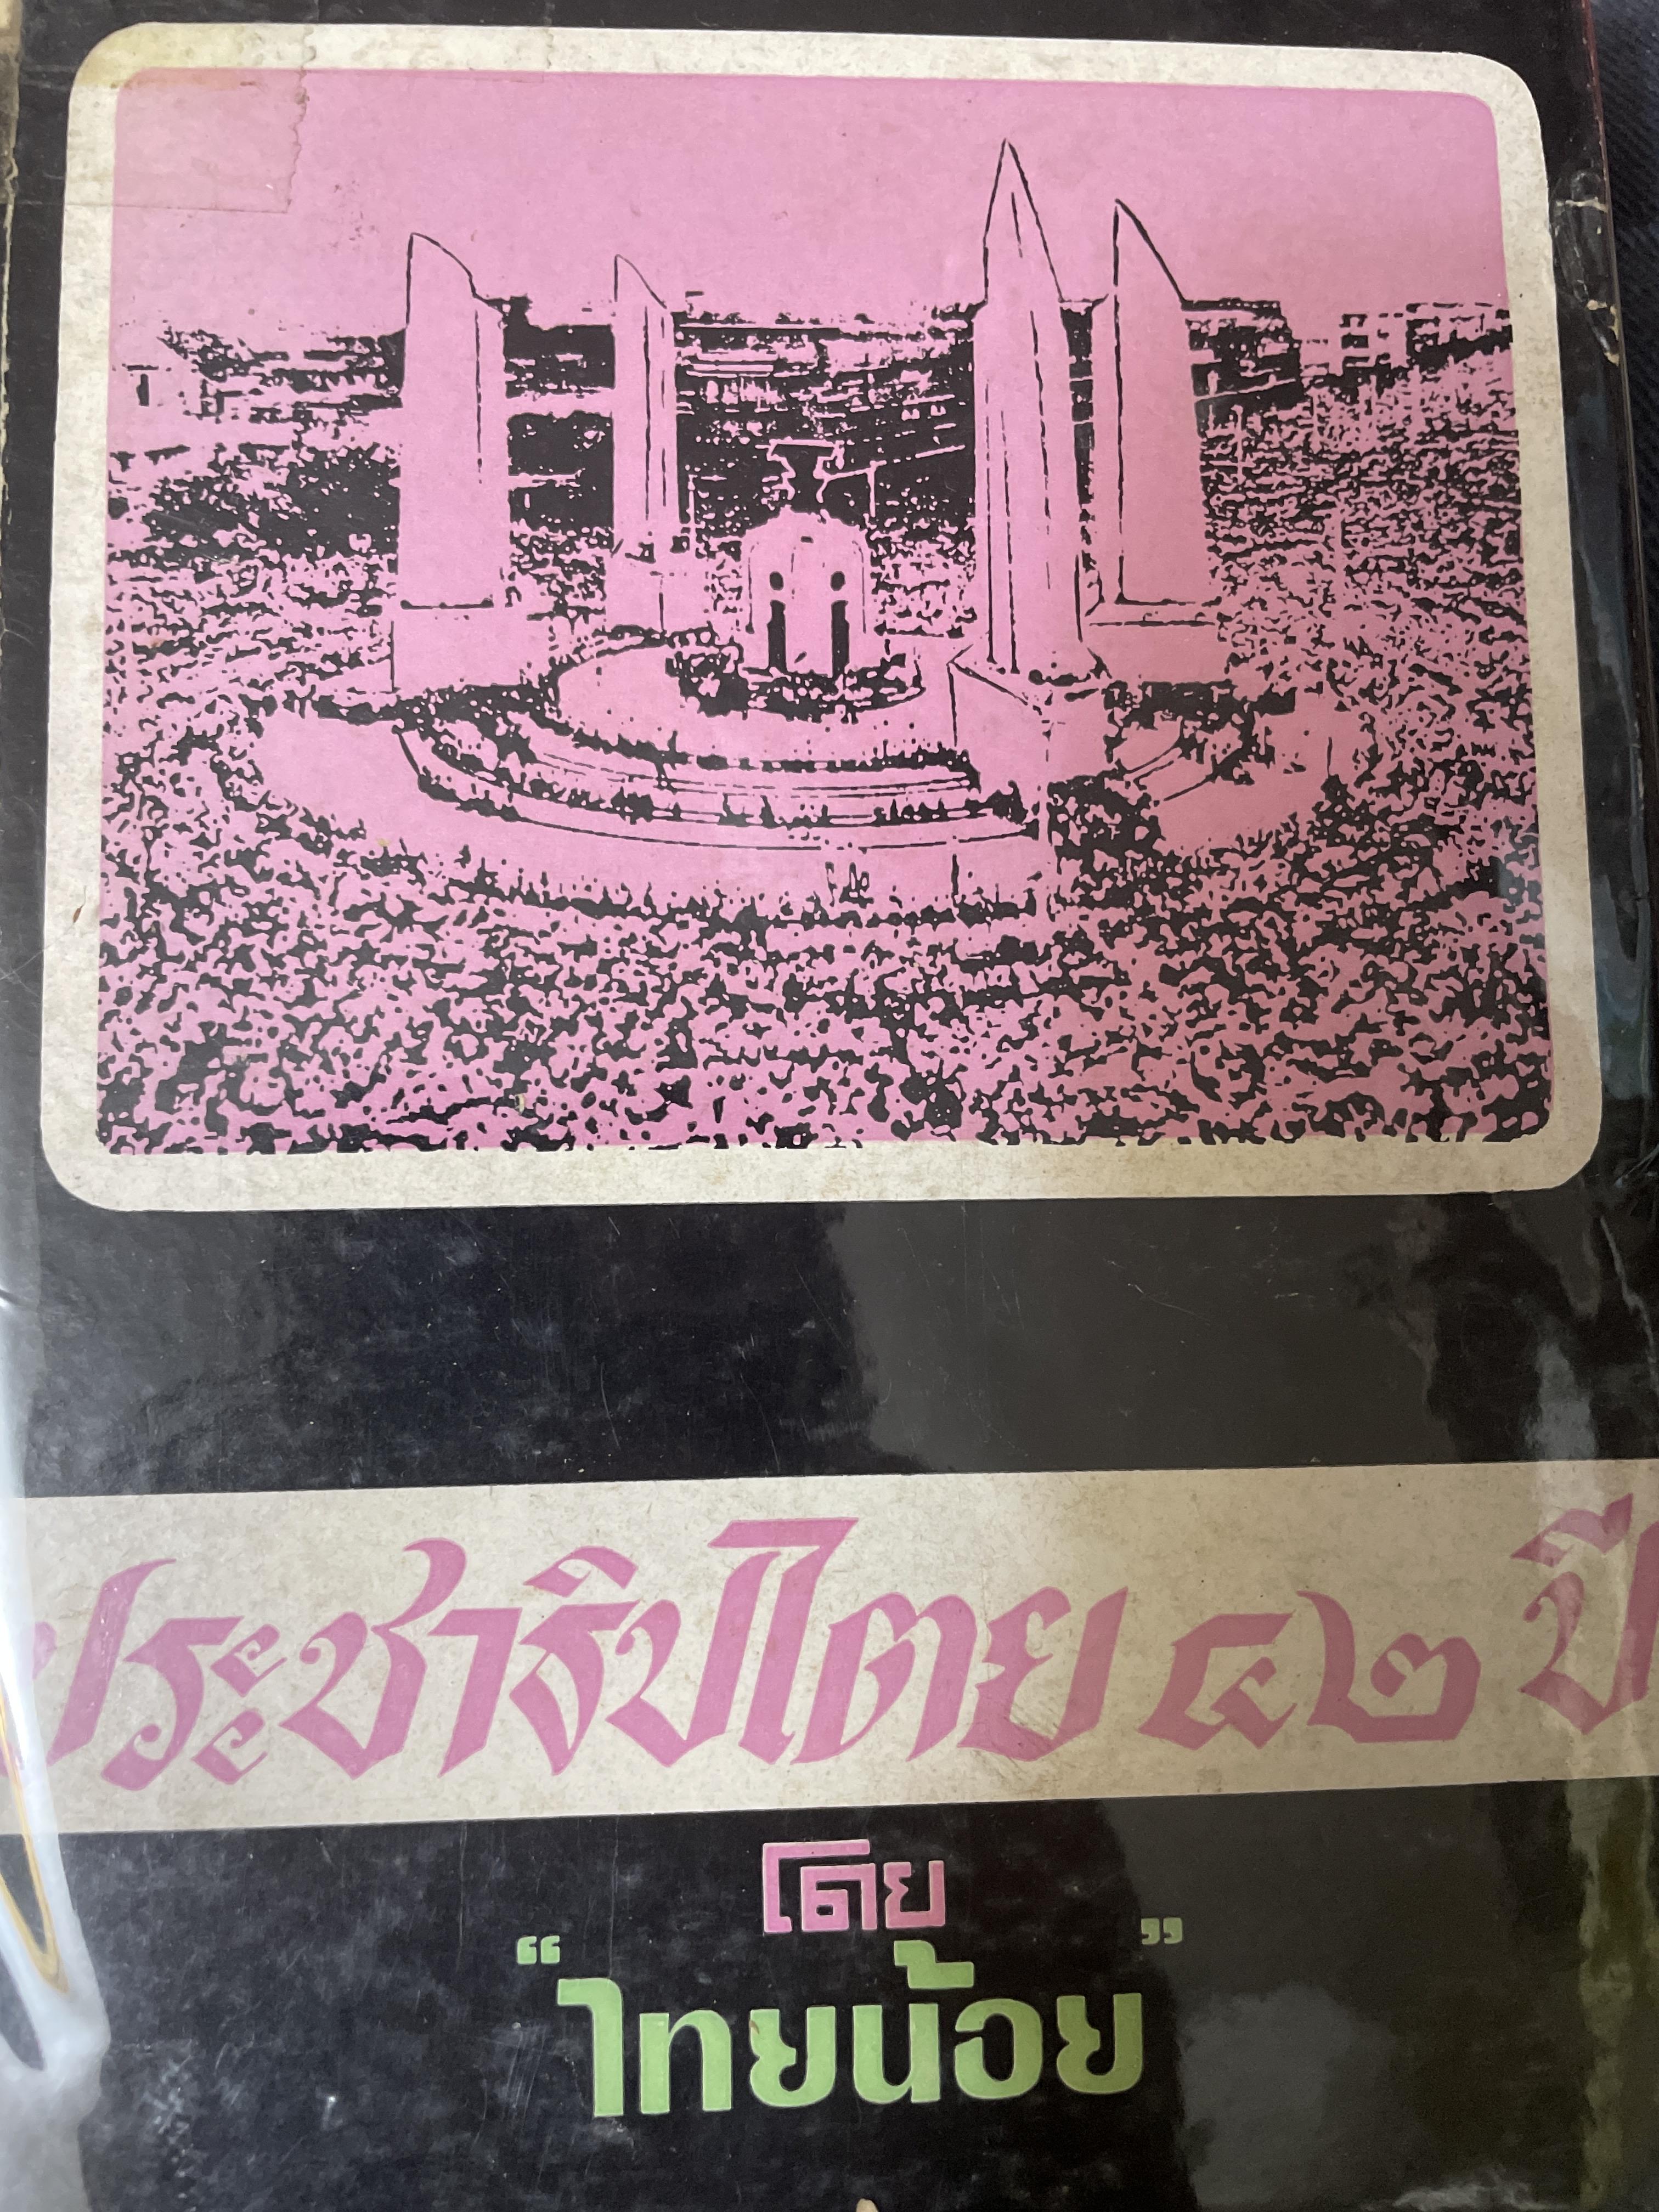 ประชาธิปไตย ๔๒ ปี
โดย
“ไทยน้อย”